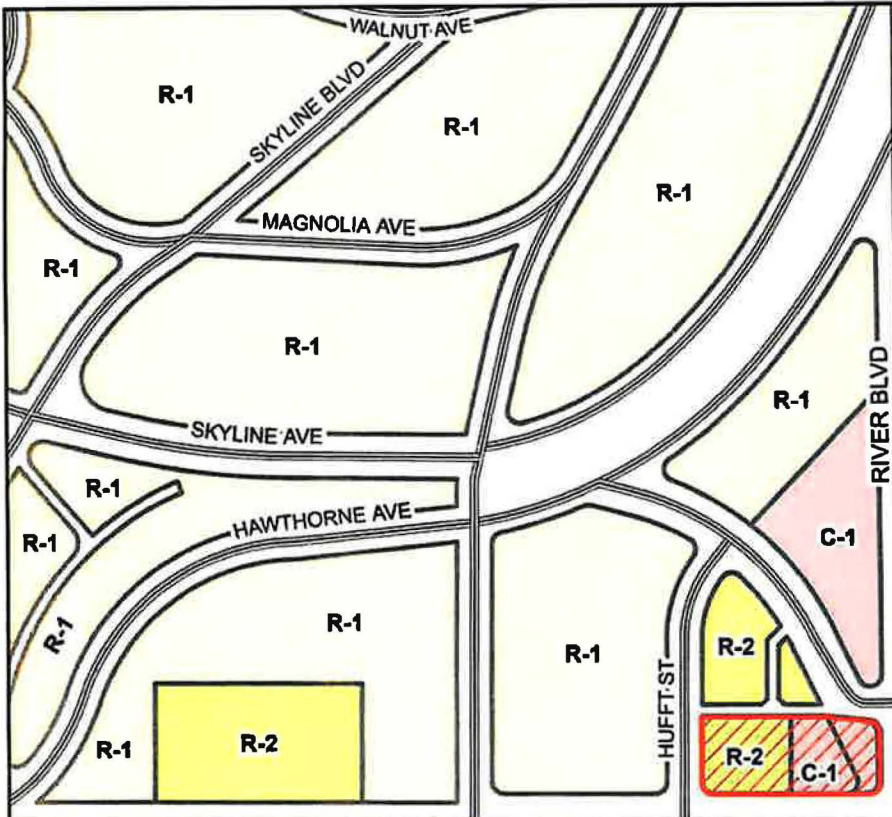 WALNUT AVE
R-1
SKYLINE BLVD
R-1
R-1
MAGNOLIA AVE
R-1
R-1
R-1
RIVER BLVD
SKYLINE AVE
R-1
HAWTHORNE AVE
R-1
C-1
R-1
R-1
R-1
R-2
HUFFT ST
R-1
R-2
R-2
C-1